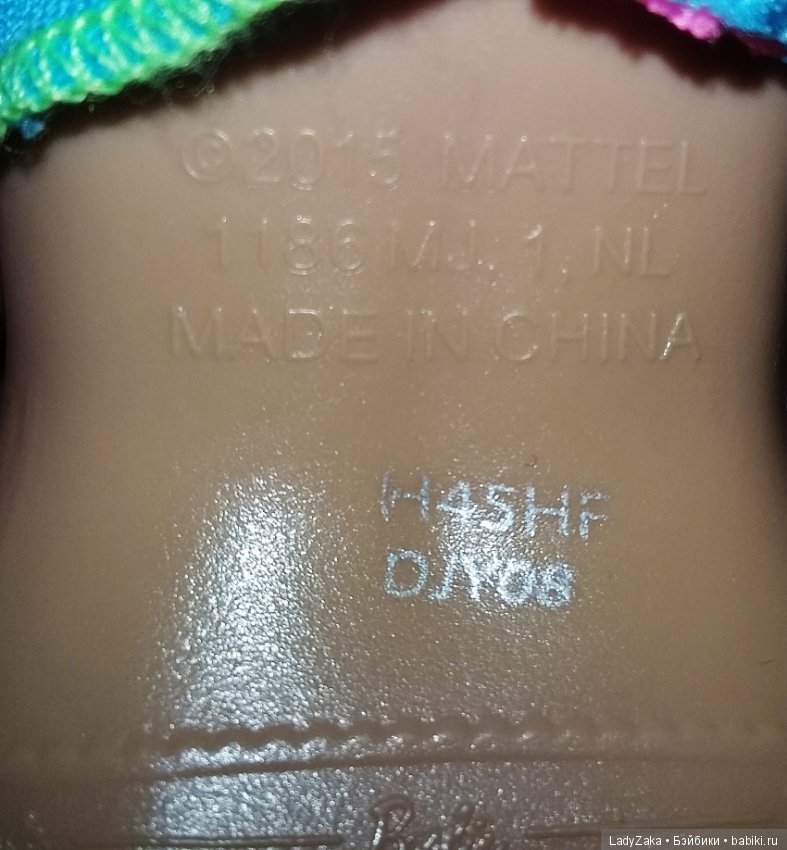 ©2015 MATTEL
1186 MJ, 1, NL
MADE IN CHINA
H45HF
DJY08
LadyZaka • Бэйбики • babiki.ru